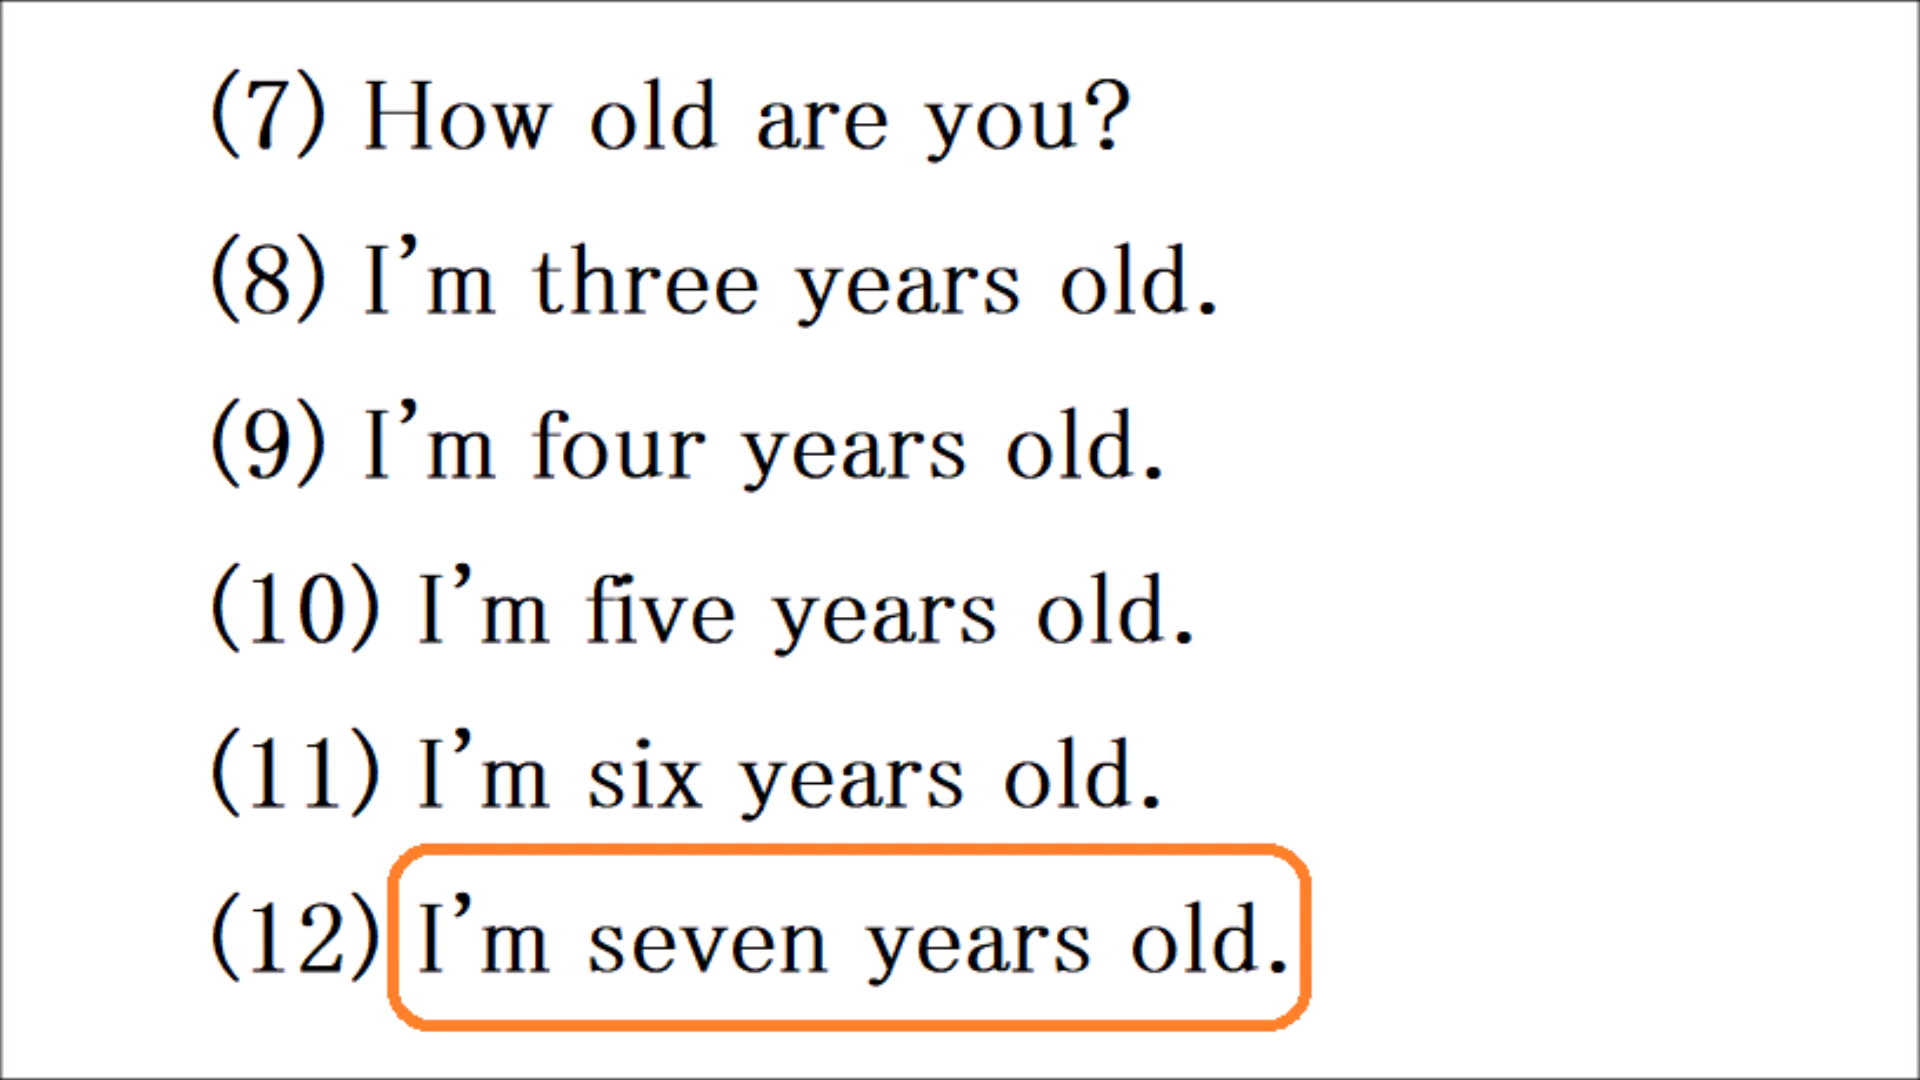 (7) How old are you?
(8) I’m three years old.
(9) I’m four years old.
(10) I’m five years old.
(11) I’m six years old.
(12) I’m seven years old.